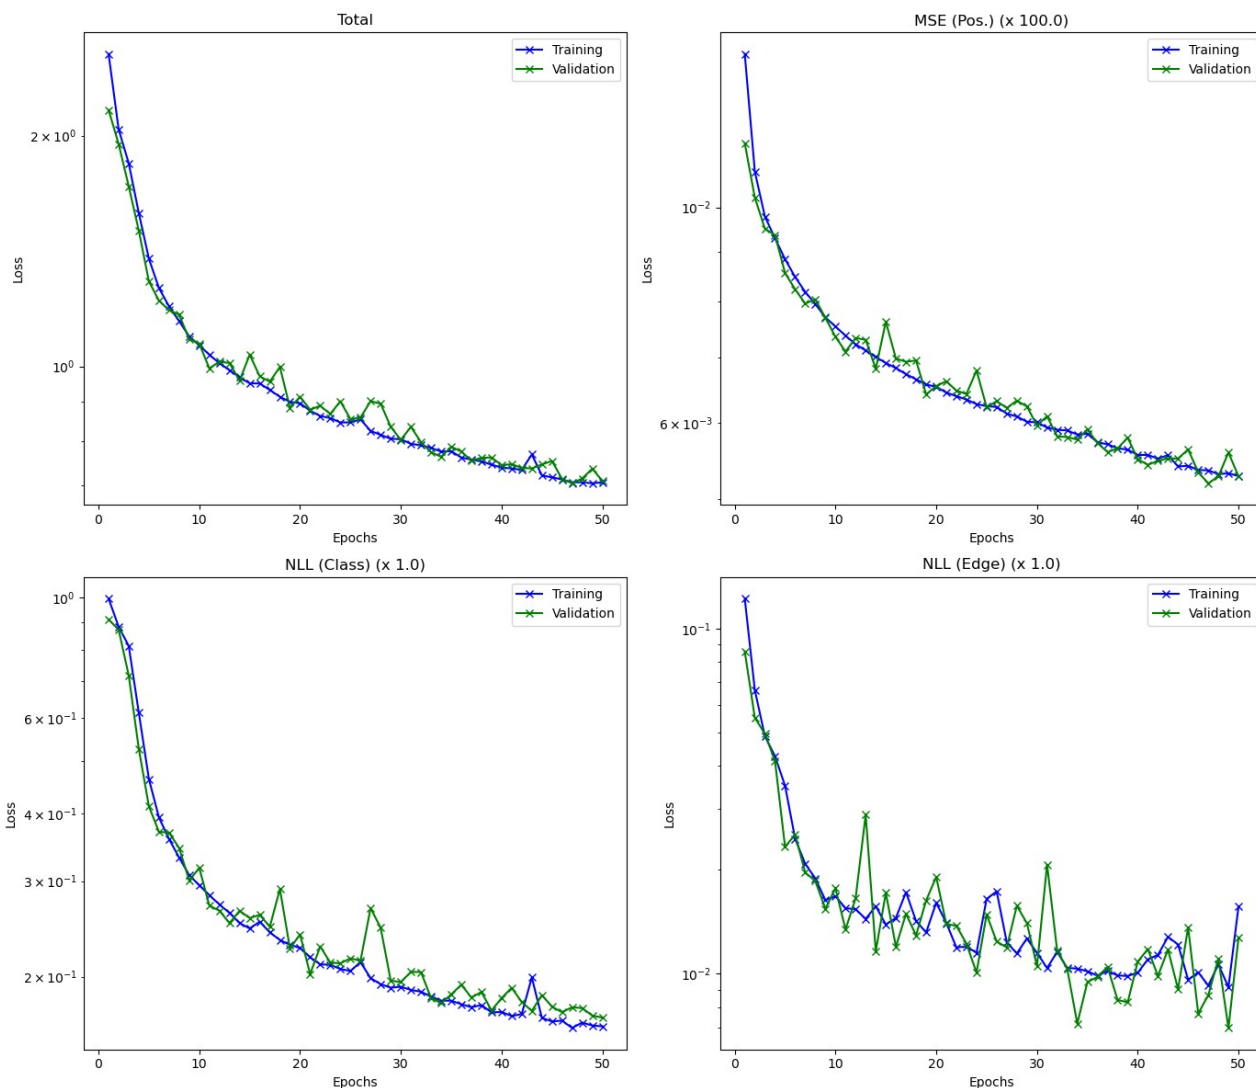 Total
Training
Validation
2 × 10⁰
10⁰
Loss
0 10 20 30 40 50
Epochs
MSE (Pos.) (x 100.0)
Training
Validation
10⁻²
6 × 10⁻³
Loss
0 10 20 30 40 50
Epochs
NLL (Class) (x 1.0)
Training
Validation
10⁰
6 × 10⁻¹
4 × 10⁻¹
3 × 10⁻¹
2 × 10⁻¹
Loss
0 10 20 30 40 50
Epochs
NLL (Edge) (x 1.0)
Training
Validation
10⁻¹
10⁻²
Loss
0 10 20 30 40 50
Epochs